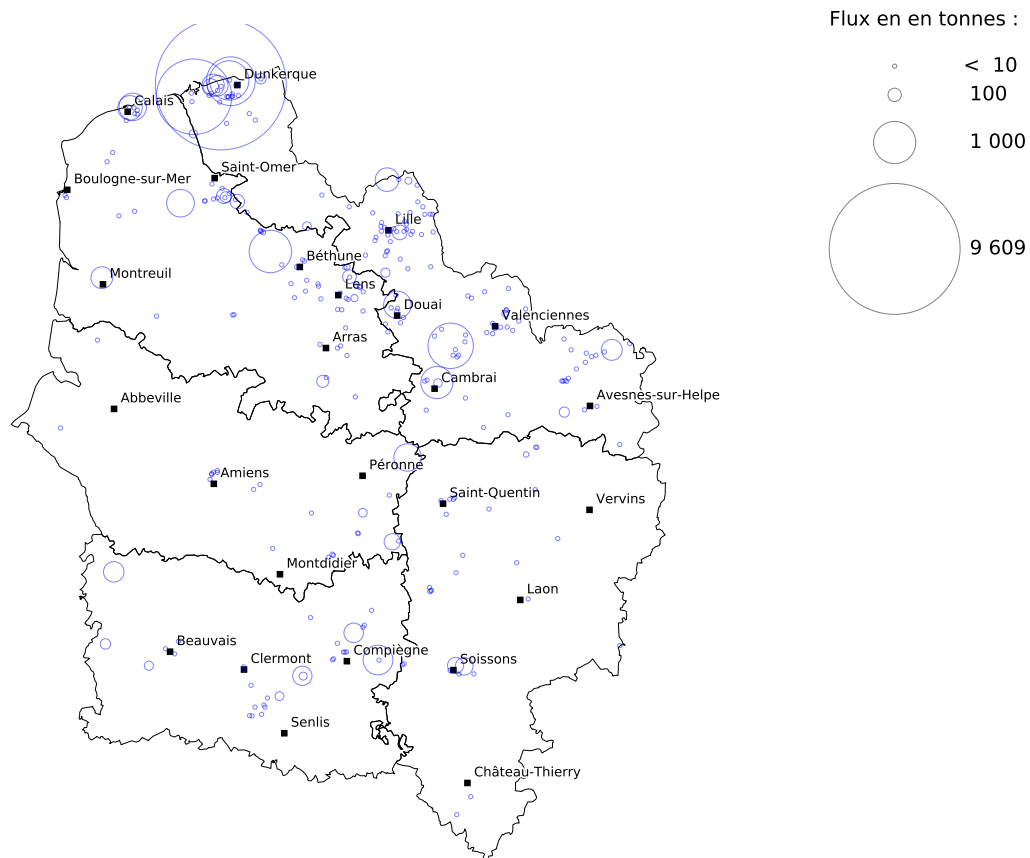 Flux en en tonnes :
< 10
100
1 000
9 609
Dunkerque
Calais
Saint-Omer
Boulogne-sur-Mer
Lille
Béthune
Montreuil
Lens
Douai
Valenciennes
Arras
Cambrai
Abbeville
Avesnes-sur-Helpe
Péronne
Amiens
Saint-Quentin
Vervins
Montdidier
Laon
Beauvais
Compiègne
Clermont
Soissons
Senlis
Château-Thierry